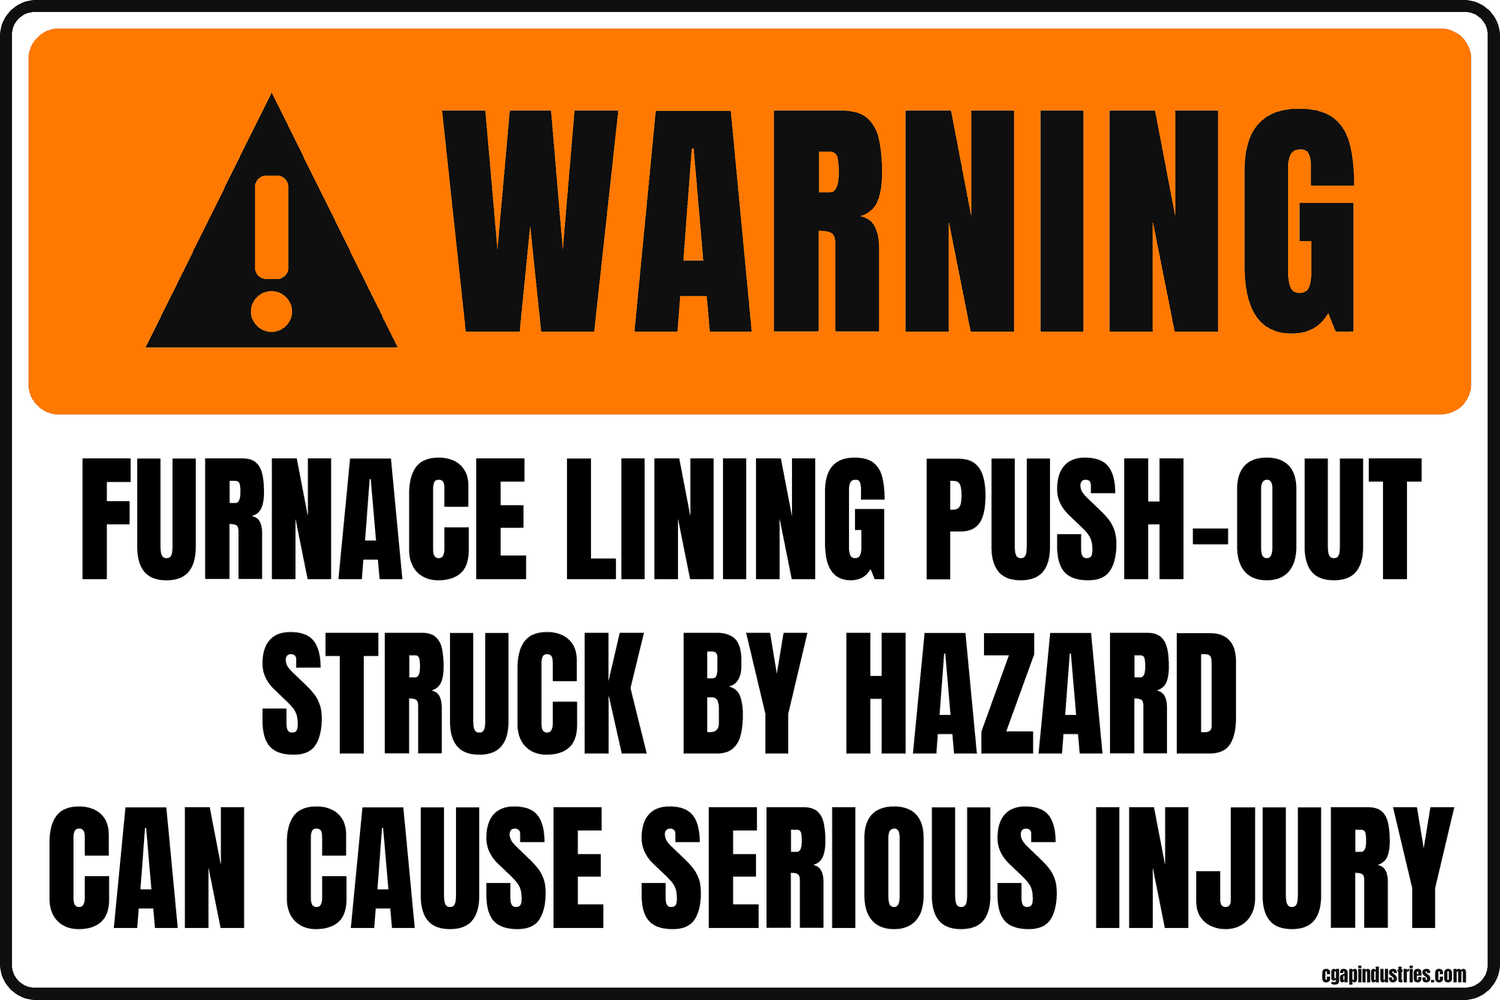 WARNING
FURNACE LINING PUSH-OUT
STRUCK BY HAZARD
CAN CAUSE SERIOUS INJURY
cgapindustries.com